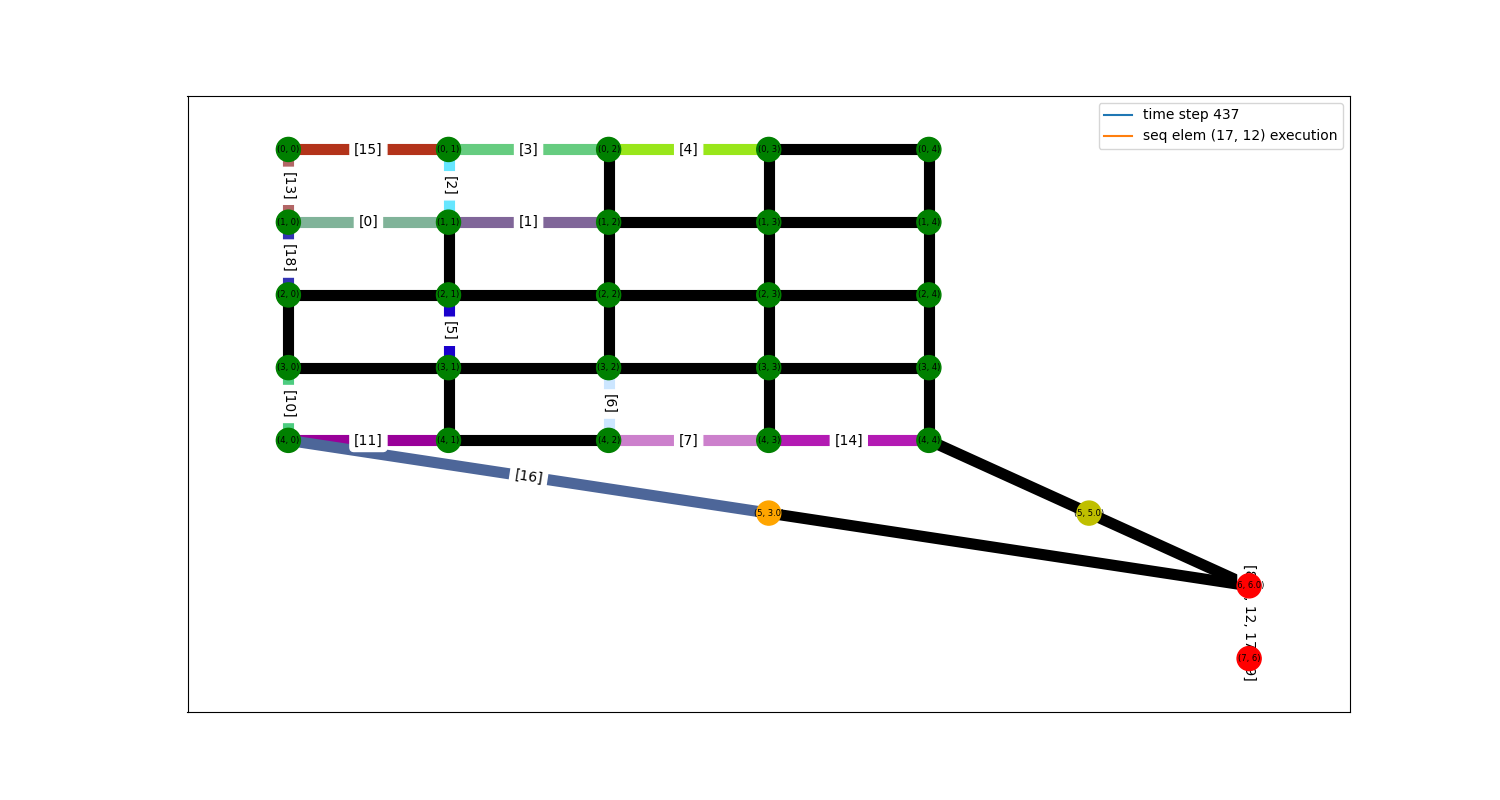 time step 437
seq elem (17, 12) execution
(0, 0) [15] (0, 1) [3] (0, 2) [4] (0, 3) (0, 4)
[13] [2]
(1, 0) [0] (1, 1) [1] (1, 2) (1, 3) (1, 4)
[18]
(2, 0) (2, 1) (2, 2) (2, 3) (2, 4)
[5]
(3, 0) (3, 1) (3, 2) (3, 3) (3, 4)
[10] [6]
(4, 0) [11] (4, 1) (4, 2) [7] (4, 3) [14] (4, 4)
[16]
(5, 3.0) (5, 5.0)
(6, 6.0)
12,
(7, 6)